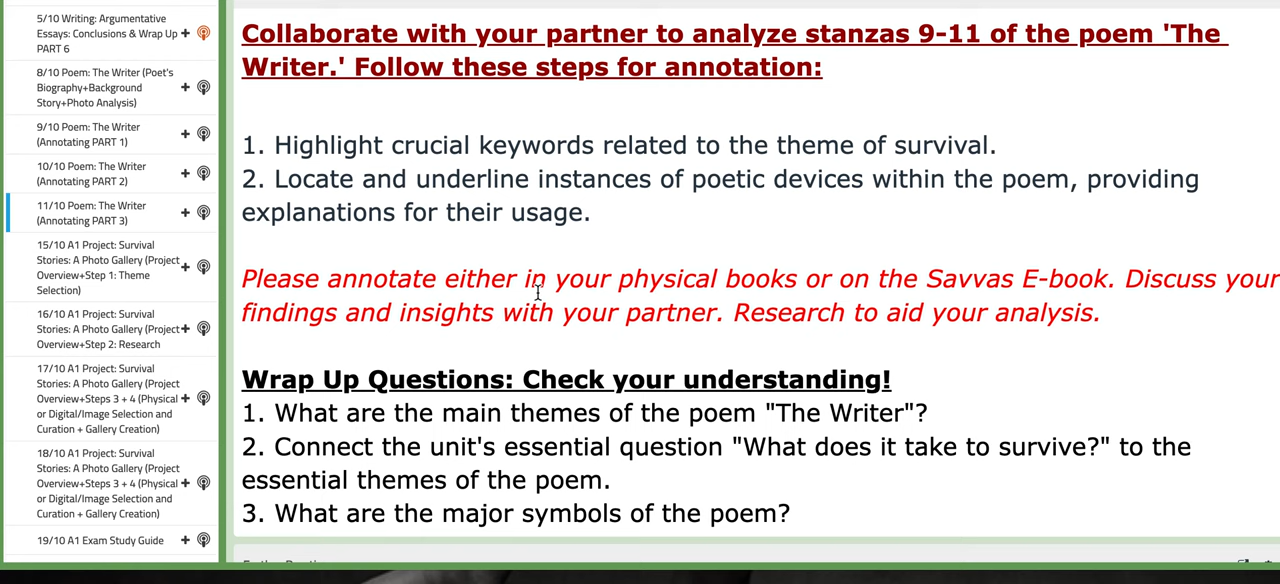 5/10 Writing: Argumentative
Essays: Conclusions & Wrap Up
PART 6
8/10 Poem: The Writer (Poet's
Biography+Background
Story+Photo Analysis)
9/10 Poem: The Writer
(Annotating PART 1)
10/10 Poem: The Writer
(Annotating PART 2)
11/10 Poem: The Writer
(Annotating PART 3)
15/10 A1 Project: Survival
Stories: A Photo Gallery (Project
Overview+Step 1: Theme
Selection)
16/10 A1 Project: Survival
Stories: A Photo Gallery (Project
Overview+Step 2: Research
17/10 A1 Project: Survival
Stories: A Photo Gallery (Project
Overview+Steps 3 + 4 (Physical
or Digital/Image Selection and
Curation + Gallery Creation)
18/10 A1 Project: Survival
Stories: A Photo Gallery (Project
Overview+Steps 3 + 4 (Physical
or Digital/Image Selection and
Curation + Gallery Creation)
19/10 A1 Exam Study Guide
Collaborate with your partner to analyze stanzas 9-11 of the poem 'The
Writer.' Follow these steps for annotation:
1. Highlight crucial keywords related to the theme of survival.
2. Locate and underline instances of poetic devices within the poem, providing
explanations for their usage.
Please annotate either in your physical books or on the Savvas E-book. Discuss your
findings and insights with your partner. Research to aid your analysis.
Wrap Up Questions: Check your understanding!
1. What are the main themes of the poem "The Writer"?
2. Connect the unit's essential question "What does it take to survive?" to the
essential themes of the poem.
3. What are the major symbols of the poem?